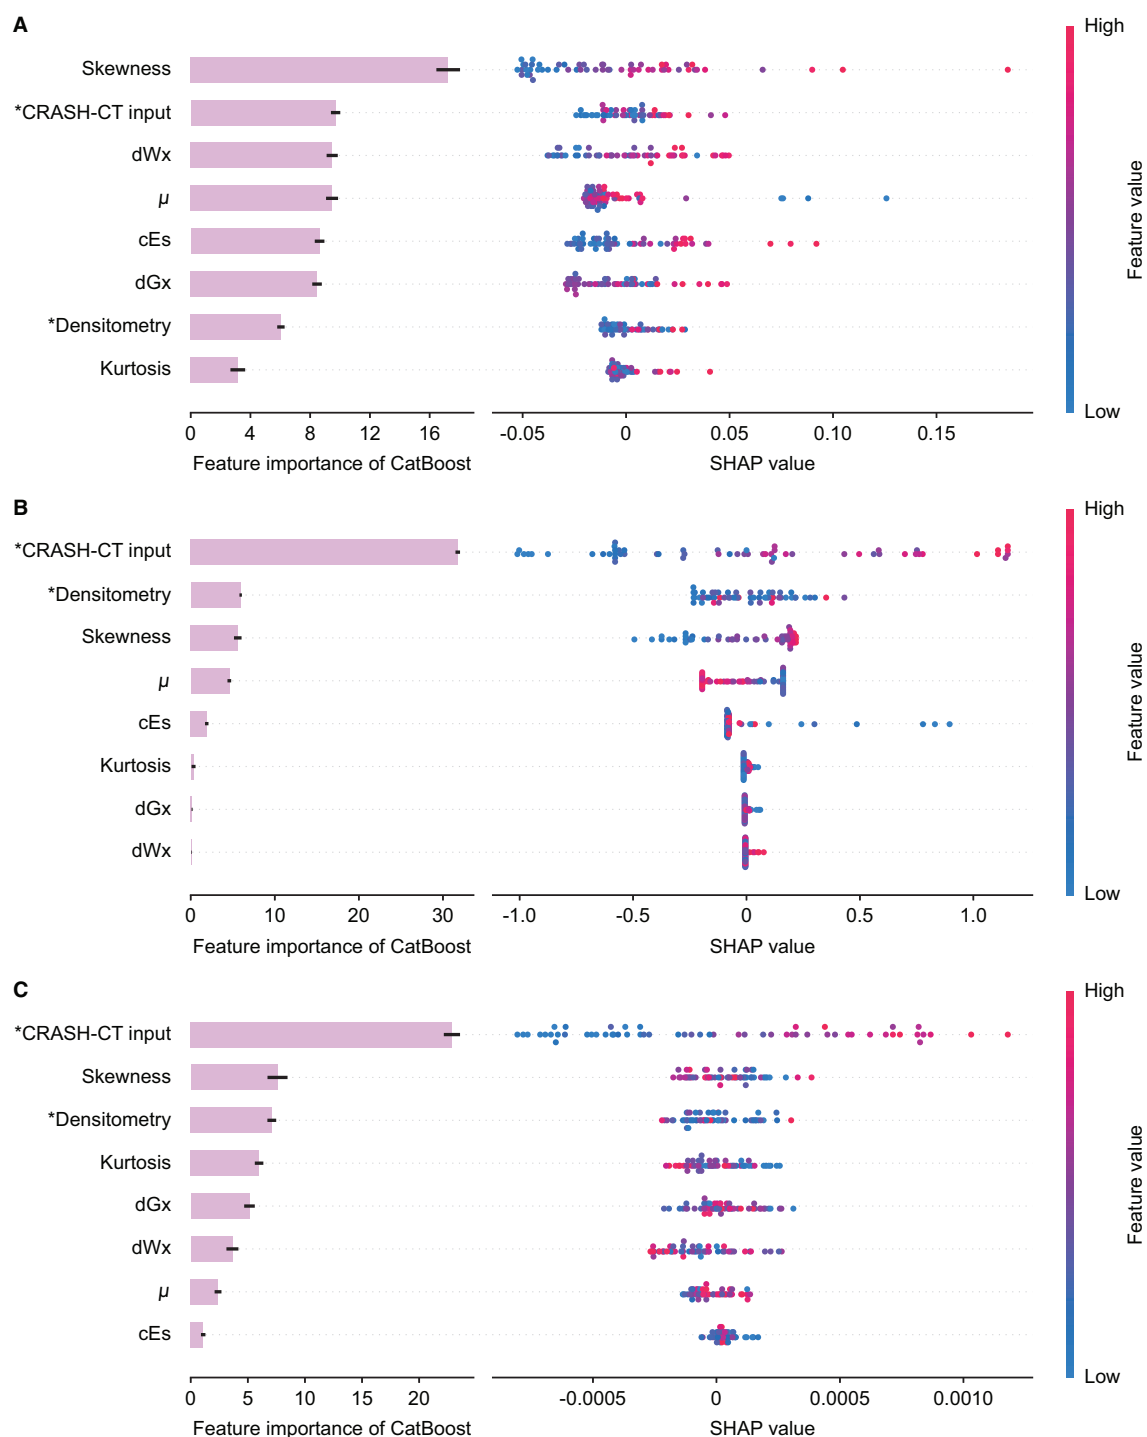 A
High
Skewness
*CRASH-CT input
dWx
μ
cEs
dGx
*Densitometry
Kurtosis
Feature value
Low
0 4 8 12 16
-0.05 0 0.05 0.10 0.15
Feature importance of CatBoost
SHAP value
B
High
*CRASH-CT input
*Densitometry
Skewness
μ
cEs
Kurtosis
dGx
dWx
Feature value
Low
0 10 20 30
-1.0 -0.5 0 0.5 1.0
Feature importance of CatBoost
SHAP value
C
High
*CRASH-CT input
Skewness
*Densitometry
Kurtosis
dGx
dWx
μ
cEs
Feature value
Low
0 5 10 15 20
-0.0005 0 0.0005 0.0010
Feature importance of CatBoost
SHAP value